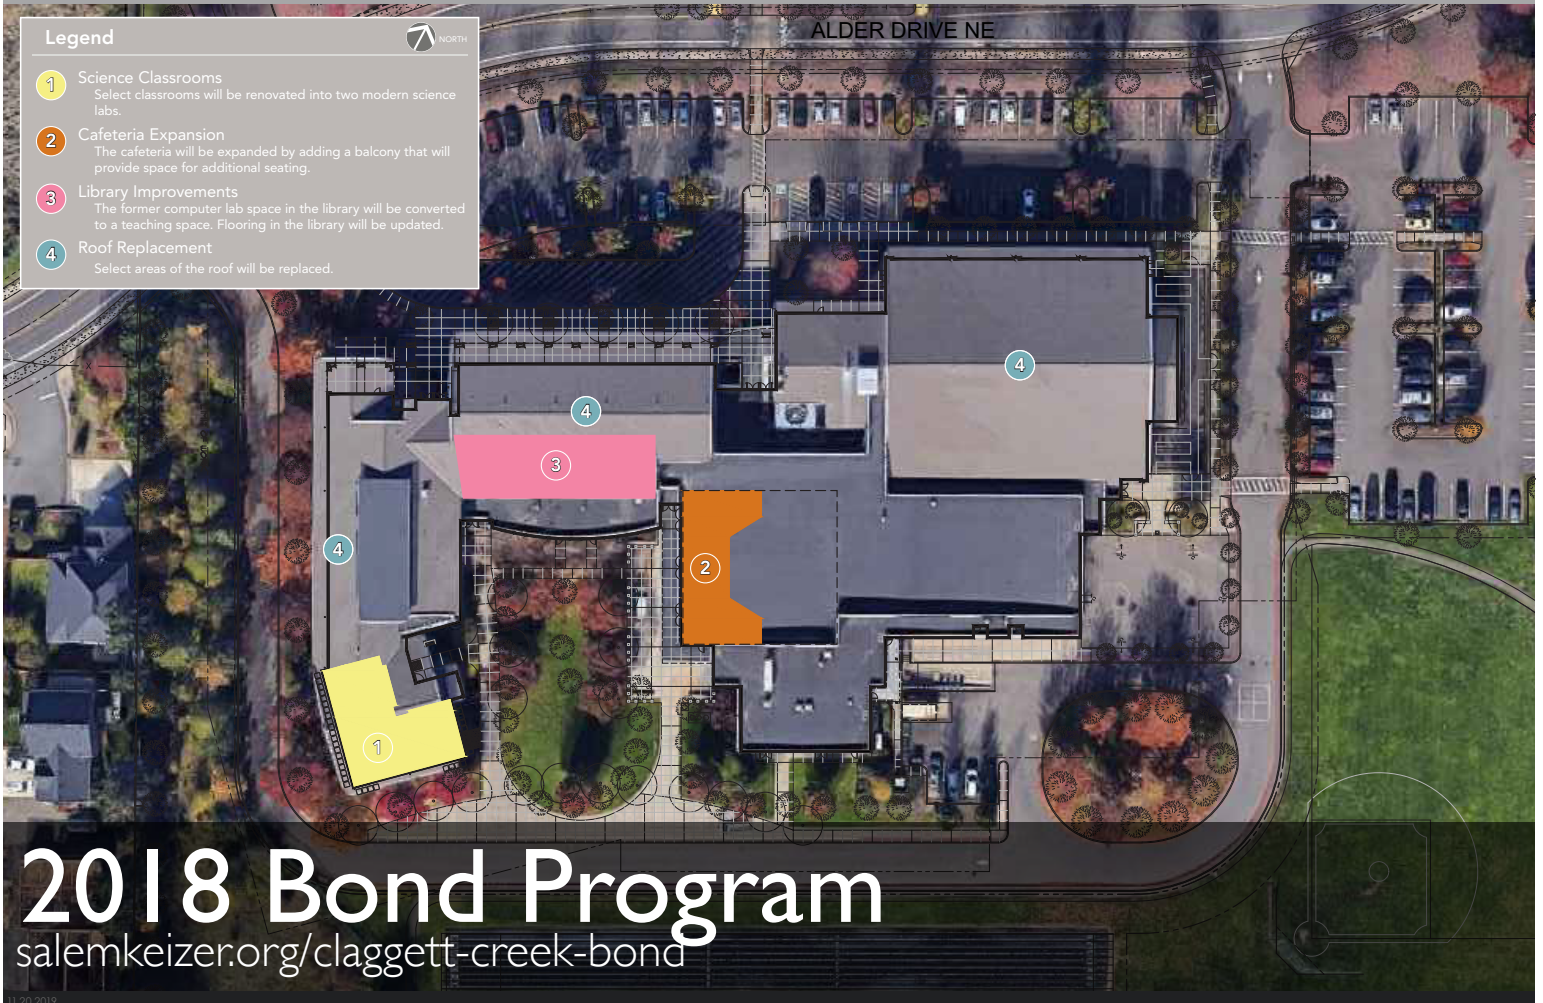 ALDER DRIVE NE
Legend
NORTH
1
Science Classrooms
Select classrooms will be renovated into two modern science
labs.
2
Cafeteria Expansion
The cafeteria will be expanded by adding a balcony that will
provide space for additional seating.
3
Library Improvements
The former computer lab space in the library will be converted
to a teaching space. Flooring in the library will be updated.
4
Roof Replacement
Select areas of the roof will be replaced.
4
4
3
4
2
1
2018 Bond Program
salemkeizer.org/claggett-creek-bond
11.20.2019